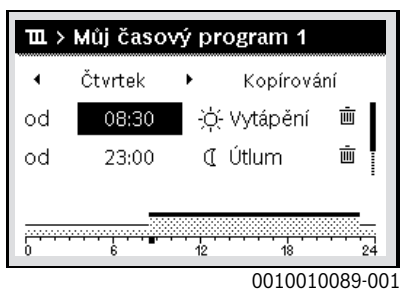 > Můj časový program 1
Čtvrtek Kopírování
od 08:30 Vytápění
od 23:00 Útlum
0 6 12 18 24
0010010089-001